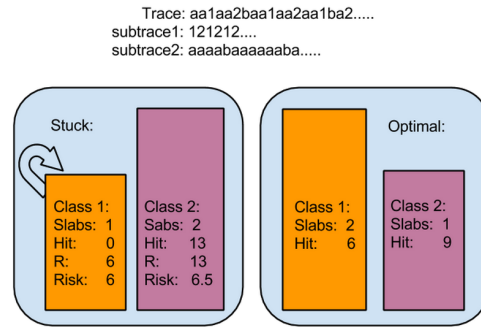 Trace: aa1aa2baa1aa2aa1ba2.....
subtrace1: 121212....
subtrace2: aaaabaaaaaaba.....
Stuck:
Class 1:
Slabs: 1
Hit: 0
R: 6
Risk: 6
Class 2:
Sabs: 2
Hit: 13
R: 13
Risk: 6.5
Optimal:
Class 1:
Slabs: 2
Hit: 6
Class 2:
Slabs: 1
Hit: 9